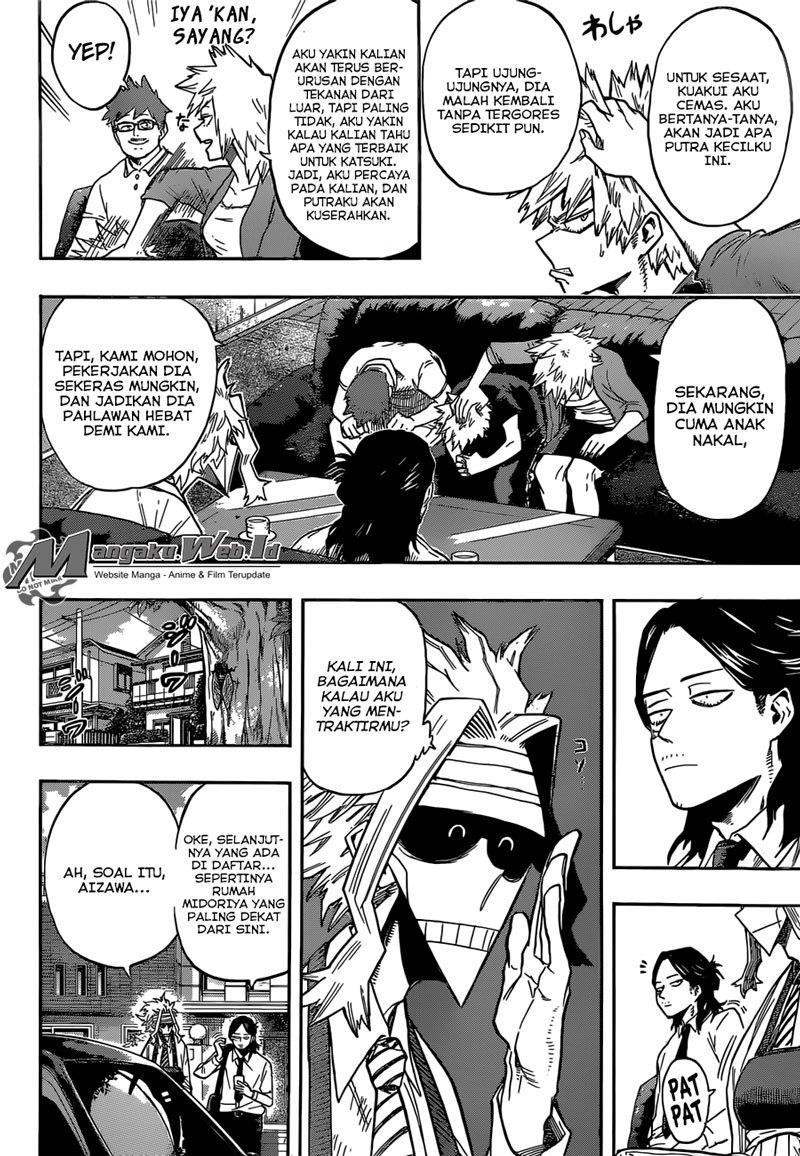 わしゃ
UNTUK SESAAT,
KUAKUI AKU
CEMAS. AKU
BERTANYA-TANYA,
AKAN JADI APA
PUTRA KECILKU
INI.
TAPI UJUNG-
UJUNGNYA, DIA
MALAH KEMBALI
TANPA TERGORES
SEDIKIT PUN.
AKU YAKIN KALIAN
AKAN TERUS BER-
URUSAN DENGAN
TEKANAN DARI
LUAR, TAPI PALING
TIDAK, AKU YAKIN
KALAU KALIAN TAHU
APA YANG TERBAIK
UNTUK KATSUKI.
JADI, AKU PERCAYA
PADA KALIAN, DAN
PUTRAKU AKAN
KUSERAHKAN.
IYA 'KAN,
SAYANG?
YEP!
SEKARANG,
DIA MUNGKIN
CUMA ANAK
NAKAL,
TAPI, KAMI MOHON,
PEKERJAKAN DIA
SEKERAS MUNGKIN,
DAN JADIKAN DIA
PAHLAWAN HEBAT
DEMI KAMI.
Mangaku.Web.Id
DO NOT MIRR
Website Manga - Anime & Film Terupdate
PAT
PAT
KALI INI,
BAGAIMANA
KALAU AKU
YANG MEN-
TRAKTIRMU?
OKE, SELANJUT-
NYA YANG ADA
DI DAFTAR...
SEPERTINYA
RUMAH
MIDORIYA YANG
PALING DEKAT
DARI SINI.
AH, SOAL ITU,
AIZAWA...